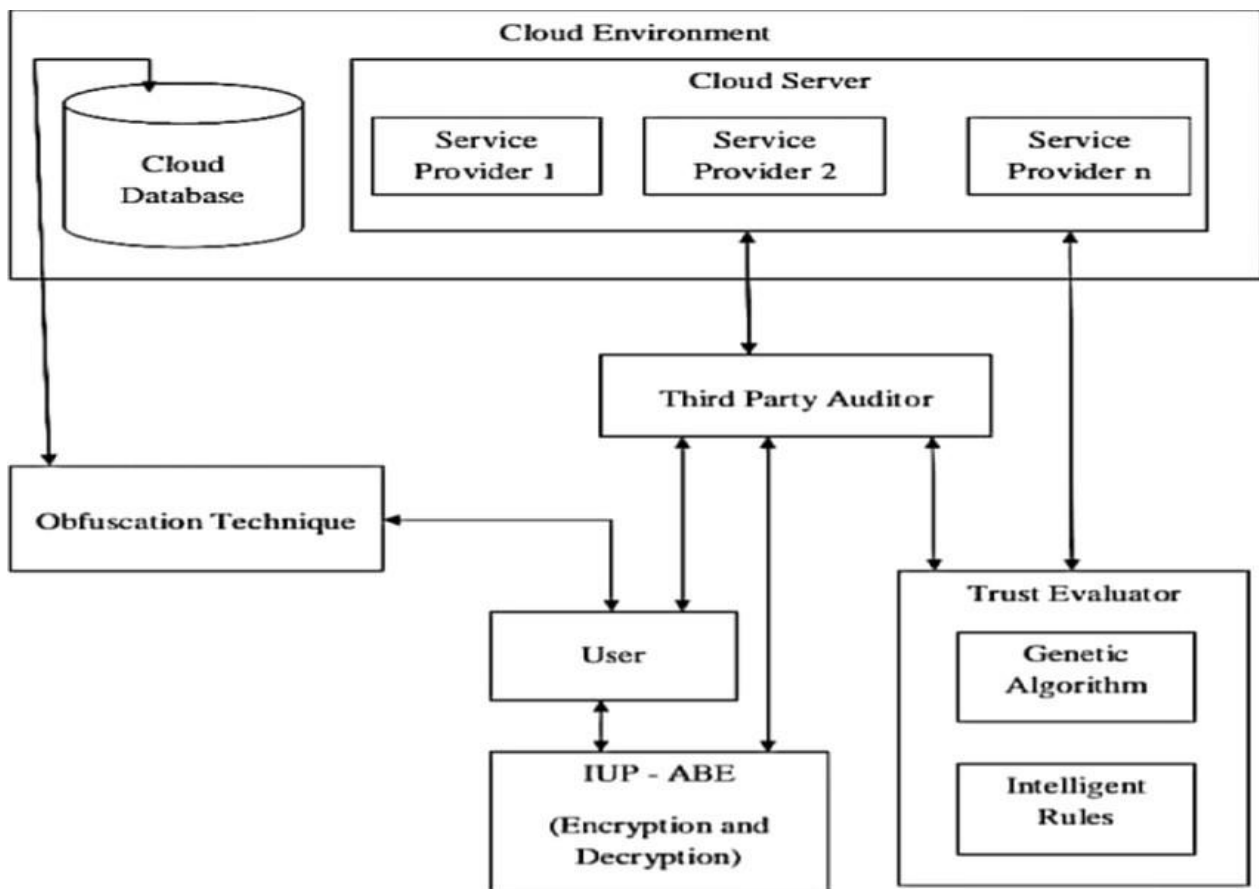 Cloud Environment
Cloud Server
Service
Provider 1
Service
Provider 2
Service
Provider n
Cloud
Database
Third Party Auditor
Obfuscation Technique
Trust Evaluator
Genetic
Algorithm
User
IUP - ABE
(Encryption and
Decryption)
Intelligent
Rules